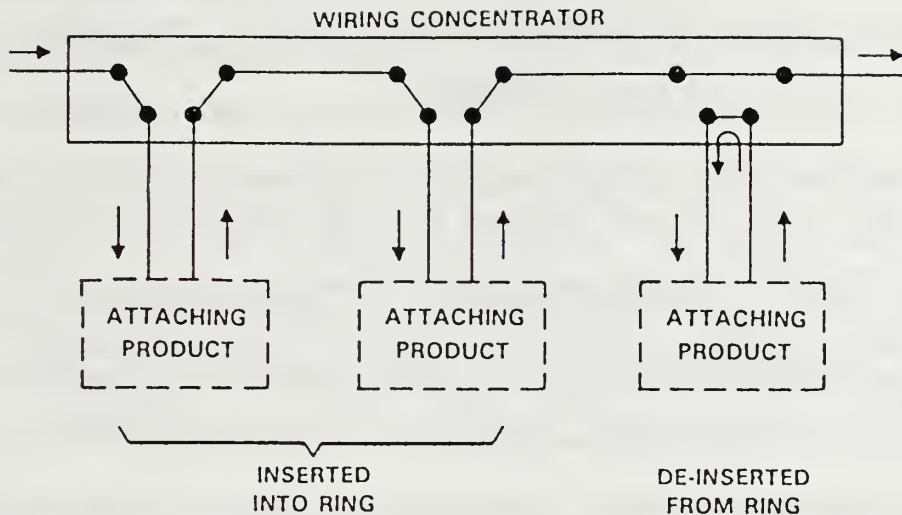 WIRING CONCENTRATOR
ATTACHING
PRODUCT
ATTACHING
PRODUCT
ATTACHING
PRODUCT
INSERTED
INTO RING
DE-INSERTED
FROM RING